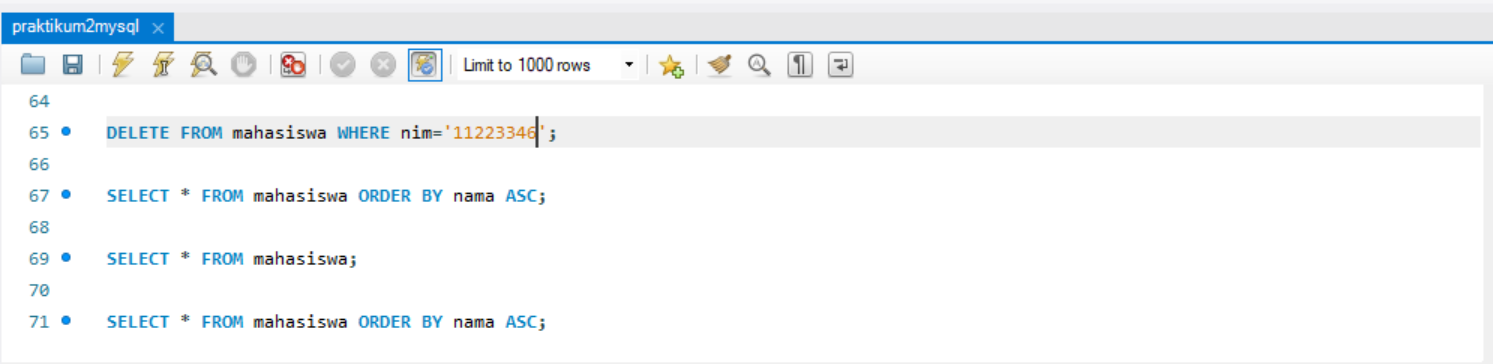 praktikum2mysql
Limit to 1000 rows
64
65 DELETE FROM mahasiswa WHERE nim='11223346';
66
67 SELECT * FROM mahasiswa ORDER BY nama ASC;
68
69 SELECT * FROM mahasiswa;
70
71 SELECT * FROM mahasiswa ORDER BY nama ASC;